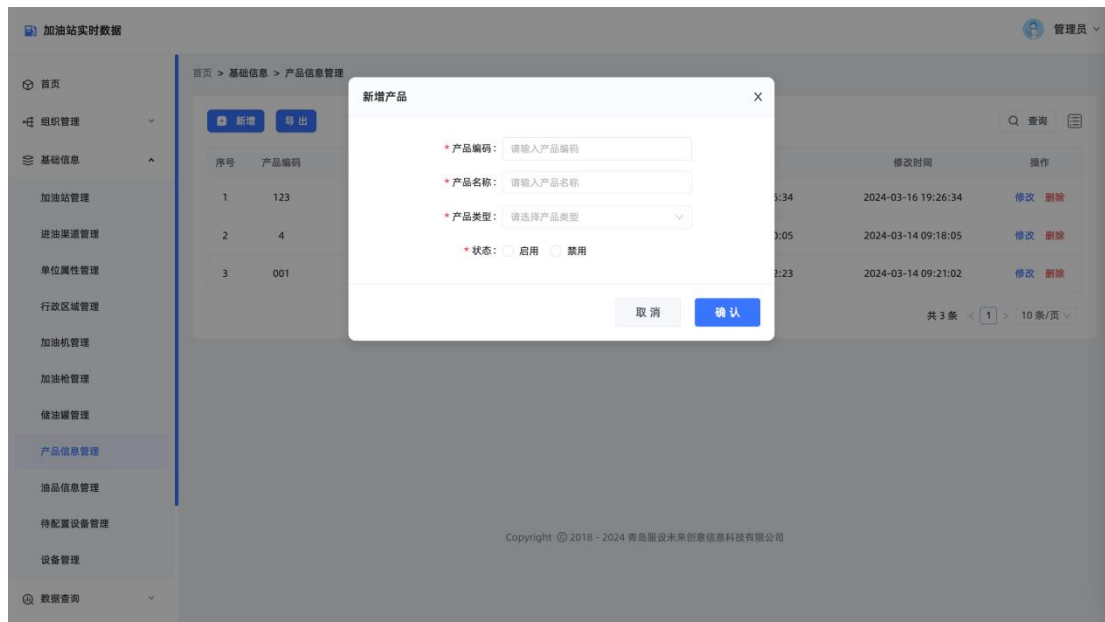 加油站实时数据
管理员
首页
组织管理
基础信息
加油站管理
进油渠道管理
单位属性管理
行政区域管理
加油机管理
加油枪管理
储油罐管理
产品信息管理
油品信息管理
待配置设备管理
设备管理
数据查询
首页 > 基础信息 > 产品信息管理
新增 导出
查询
序号 产品编码 修改时间 操作
1 123 5:34 2024-03-16 19:26:34 修改 删除
2 4 0:05 2024-03-14 09:18:05 修改 删除
3 001 2:23 2024-03-14 09:21:02 修改 删除
共 3 条 < 1 > 10 条/页
新增产品 X
* 产品编码: 请输入产品编码
* 产品名称: 请输入产品名称
* 产品类型: 请选择产品类型
* 状态: 启用 禁用
取 消 确 认
Copyright © 2018 - 2024 青岛服设未来创意信息科技有限公司